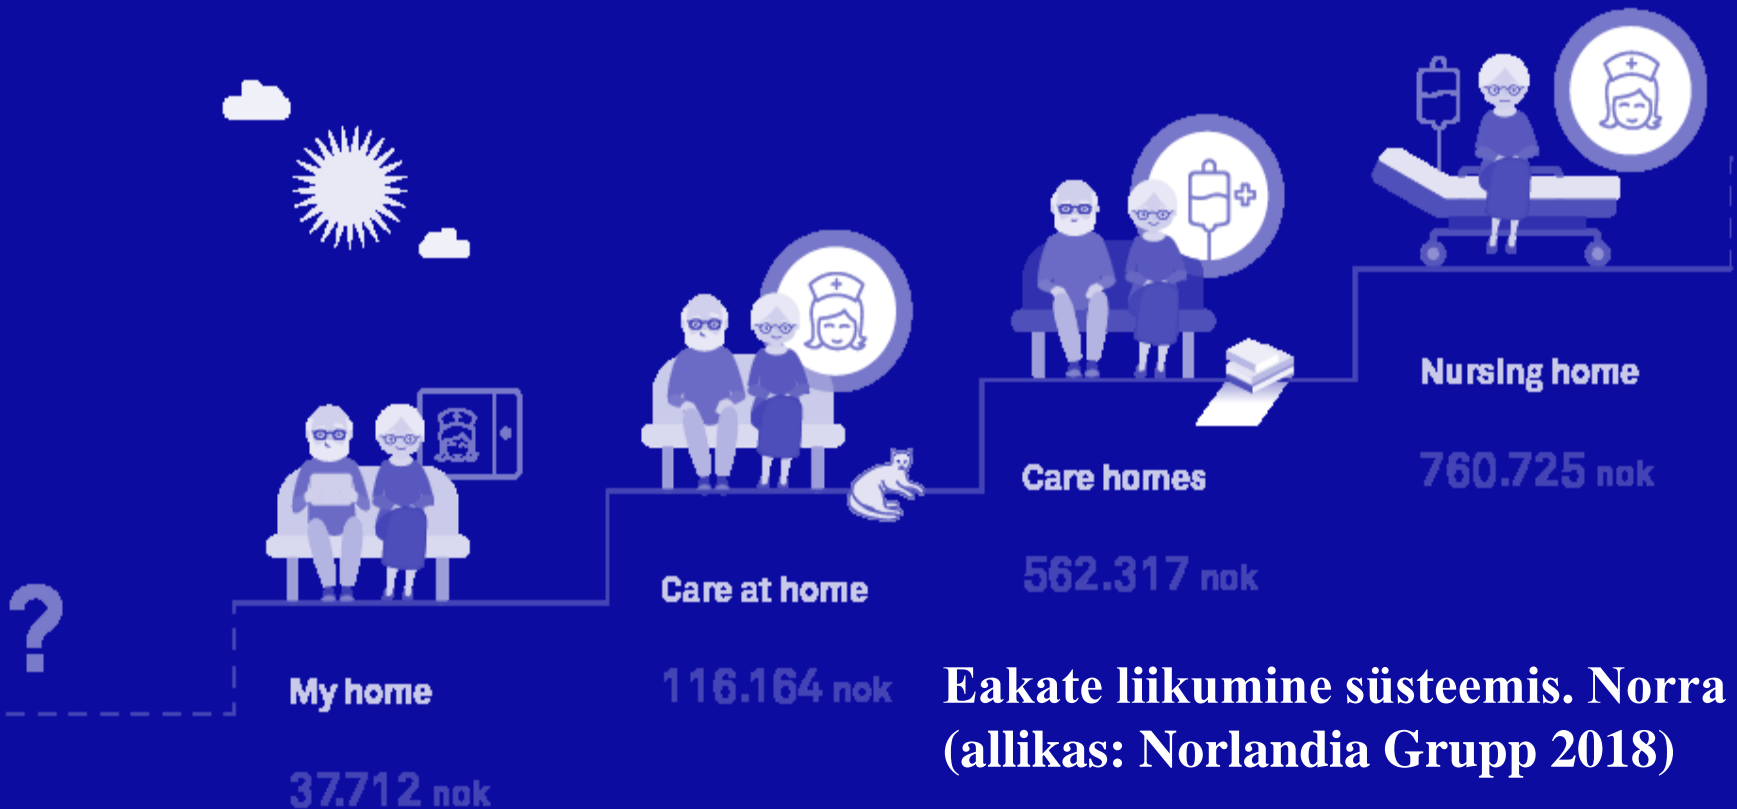 ?
My home
37.712 nok
Care at home
116.164 nok
Care homes
562.317 nok
Nursing home
760.725 nok
Eakate liikumine süsteemis. Norra
(allikas: Norlandia Grupp 2018)